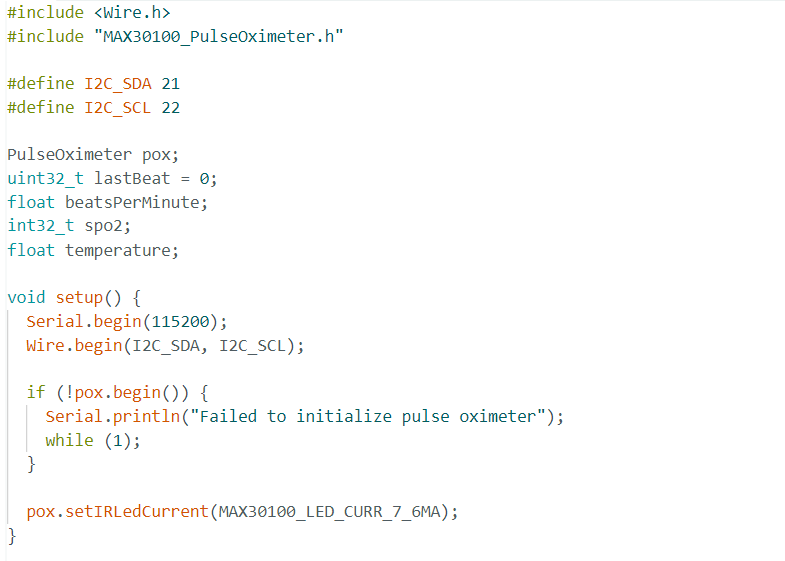 #include <Wire.h>
#include "MAX30100_PulseOximeter.h"
#define I2C_SDA 21
#define I2C_SCL 22
PulseOximeter pox;
uint32_t lastBeat = 0;
float beatsPerMinute;
int32_t spo2;
float temperature;
void setup() {
  Serial.begin(115200);
  Wire.begin(I2C_SDA, I2C_SCL);
  if (!pox.begin()) {
    Serial.println("Failed to initialize pulse oximeter");
    while (1);
  }
  pox.setIRLedCurrent(MAX30100_LED_CURR_7_6MA);
}